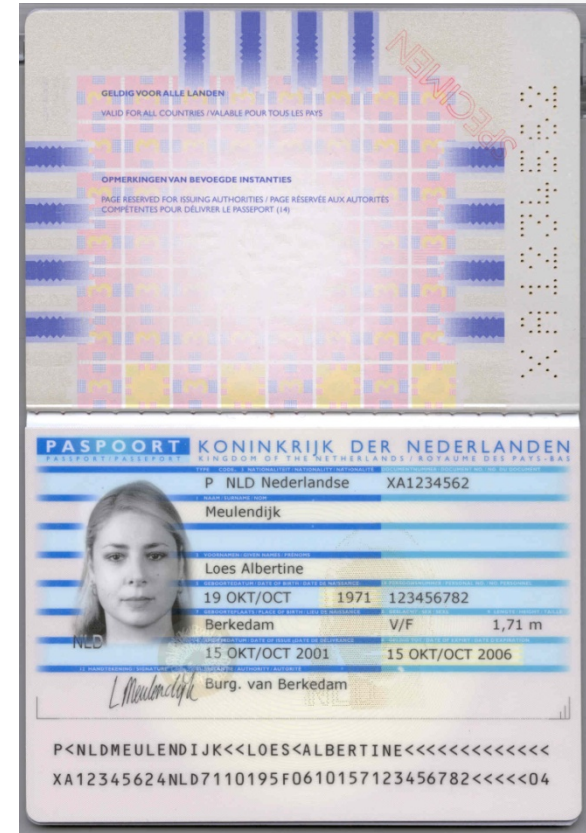 GELDIG VOOR ALLE LANDEN
VALID FOR ALL COUNTRIES / VALABLE POUR TOUS LES PAYS
SPECIMEN
OPMERKINGEN VAN BEVOEGDE INSTANTIES
PAGE RESERVED FOR ISSUING AUTHORITIES / PAGE RÉSERVÉE AUX AUTORITÉS
COMPÉTENTES POUR DÉLIVRER LE PASSEPORT (14)
XA1234562
PASPOORT KONINKRIJK DER NEDERLANDEN
PASSPORT / PASSEPORT KINGDOM OF THE NETHERLANDS / ROYAUME DES PAYS-BAS
P NLD Nederlandse XA1234562
Meulendijk
Loes Albertine
19 OKT/OCT 1971 123456782
Berkedam V/F 1,71 m
NLD
15 OKT/OCT 2001 15 OKT/OCT 2006
L Meulendijk
Burg. van Berkedam
P<NLDMEULENDIJK<<LOES<ALBERTINE<<<<<<<<<<<<<
XA12345624NLD7110195F0610157123456782<<<<<04